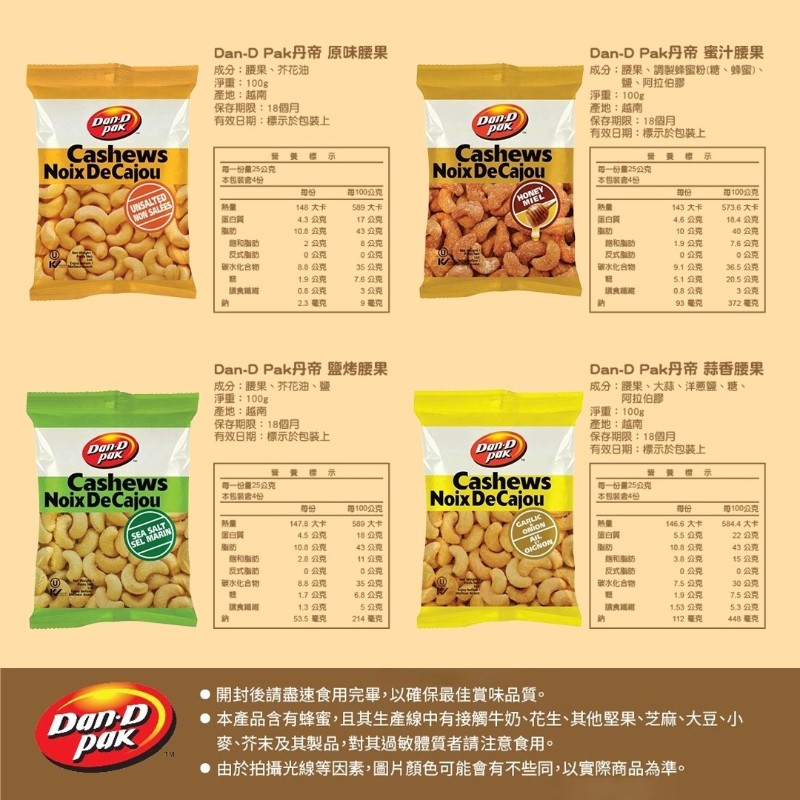 Dan-D Pak丹帝 原味腰果
成分：腰果、芥花油
淨重：100g
產地：越南
保存期限：18個月
有效日期：標示於包裝上
Dan-D
pak
Cashews
Noix DeCajou
UNSALTED
NON SALÉES
營 養 標 示
每一份量25公克
本包裝含4份
每份 每100公克
熱量 148 大卡 589 大卡
蛋白質 4.3 公克 17 公克
脂肪 10.8 公克 43 公克
飽和脂肪 2 公克 8 公克
反式脂肪 0 公克 0 公克
碳水化合物 8.8 公克 35 公克
糖 1.9 公克 7.6 公克
膳食纖維 0.8 公克 3 公克
鈉 2.3 毫克 9 毫克
Dan-D Pak丹帝 蜜汁腰果
成分：腰果、調製蜂蜜粉(糖、蜂蜜)、
鹽、阿拉伯膠
淨重：100g
產地：越南
保存期限：18個月
有效日期：標示於包裝上
Dan-D
pak
Cashews
Noix DeCajou
HONEY
MIEL
營 養 標 示
每一份量25公克
本包裝含4份
每份 每100公克
熱量 143 大卡 573.6 大卡
蛋白質 4.6 公克 18.4 公克
脂肪 10 公克 40 公克
飽和脂肪 1.9 公克 7.6 公克
反式脂肪 0 公克 0 公克
碳水化合物 9.1 公克 36.5 公克
糖 5.1 公克 20.5 公克
膳食纖維 0.8 公克 3 公克
鈉 93 毫克 372 毫克
Dan-D Pak丹帝 鹽烤腰果
成分：腰果、芥花油、鹽
淨重：100g
產地：越南
保存期限：18個月
有效日期：標示於包裝上
Dan-D
pak
Cashews
Noix DeCajou
SEA SALT
SEL MARIN
營 養 標 示
每一份量25公克
本包裝含4份
每份 每100公克
熱量 147.8 大卡 589 大卡
蛋白質 4.5 公克 18 公克
脂肪 10.8 公克 43 公克
飽和脂肪 2.8 公克 11 公克
反式脂肪 0 公克 0 公克
碳水化合物 8.8 公克 35 公克
糖 1.7 公克 6.8 公克
膳食纖維 1.3 公克 5 公克
鈉 53.5 毫克 214 毫克
Dan-D Pak丹帝 蒜香腰果
成分：腰果、大蒜、洋蔥鹽、糖、
阿拉伯膠
淨重：100g
產地：越南
保存期限：18個月
有效日期：標示於包裝上
Dan-D
pak
Cashews
Noix DeCajou
GARLIC
ONION
AIL
OIGNON
營 養 標 示
每一份量25公克
本包裝含4份
每份 每100公克
熱量 146.6 大卡 584.4 大卡
蛋白質 5.5 公克 22 公克
脂肪 10.8 公克 43 公克
飽和脂肪 3.8 公克 15 公克
反式脂肪 0 公克 0 公克
碳水化合物 7.5 公克 30 公克
糖 1.9 公克 7.5 公克
膳食纖維 1.53 公克 5.3 公克
鈉 112 毫克 448 毫克
Dan-D
pak
TM
● 開封後請盡速食用完畢，以確保最佳賞味品質。
● 本產品含有蜂蜜，且其生產線中有接觸牛奶、花生、其他堅果、芝麻、大豆、小
麥、芥末及其製品，對其過敏體質者請注意食用。
● 由於拍攝光線等因素，圖片顏色可能會有不些同，以實際商品為準。